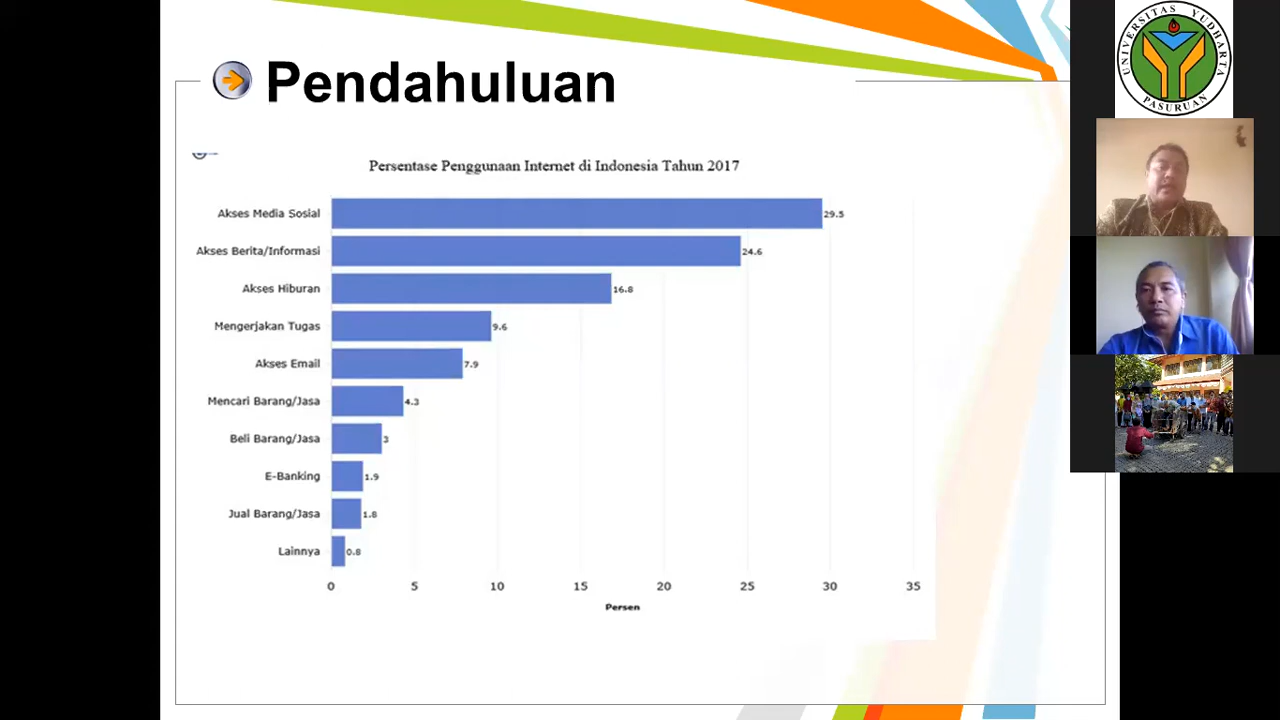 Pendahuluan
Persentase Penggunaan Internet di Indonesia Tahun 2017
Akses Media Sosial 29.5
Akses Berita/Informasi 24.6
Akses Hiburan 16.8
Mengerjakan Tugas 9.6
Akses Email 7.9
Mencari Barang/Jasa 4.3
Beli Barang/Jasa 3
E-Banking 1.9
Jual Barang/Jasa 1.8
Lainnya 0.8
0 5 10 15 20 25 30 35
Persen
UNIVERSITAS YUDHARTA
PASURUAN